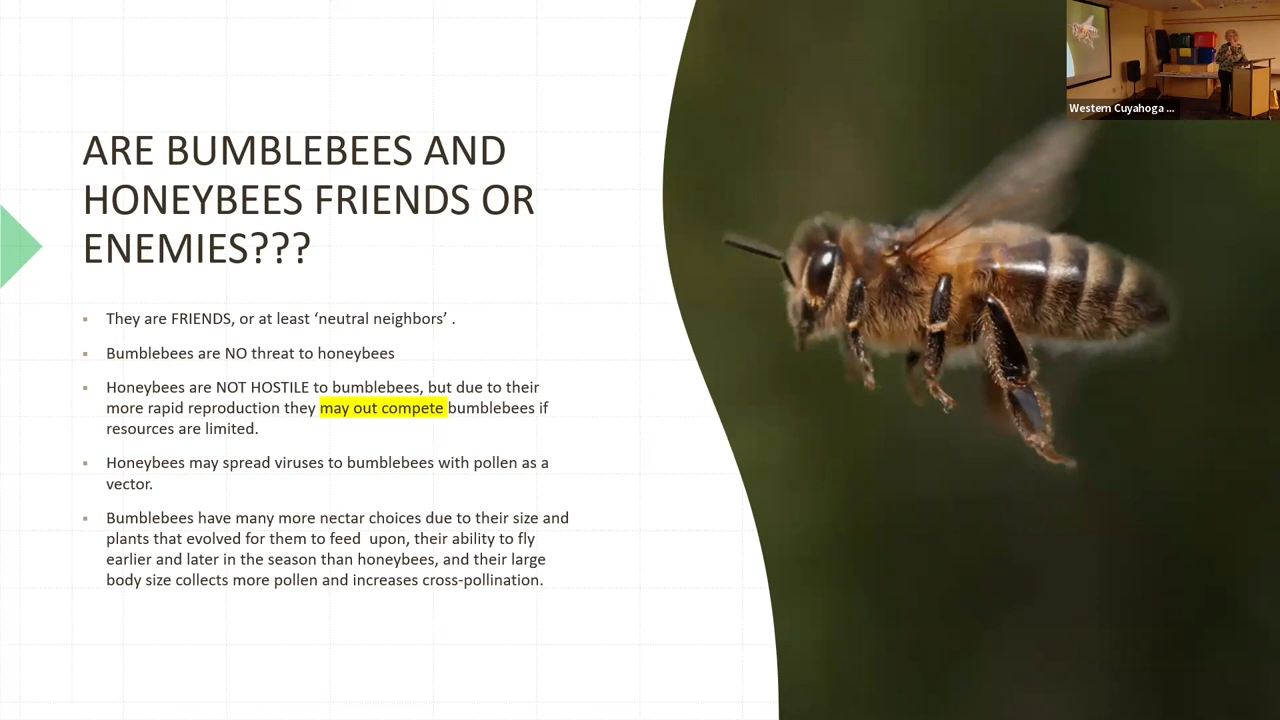 ARE BUMBLEBEES AND
HONEYBEES FRIENDS OR
ENEMIES???
They are FRIENDS, or at least ‘neutral neighbors’ .
Bumblebees are NO threat to honeybees
Honeybees are NOT HOSTILE to bumblebees, but due to their
more rapid reproduction they may out compete bumblebees if
resources are limited.
Honeybees may spread viruses to bumblebees with pollen as a
vector.
Bumblebees have many more nectar choices due to their size and
plants that evolved for them to feed  upon, their ability to fly
earlier and later in the season than honeybees, and their large
body size collects more pollen and increases cross-pollination.
Western Cuyahoga ...